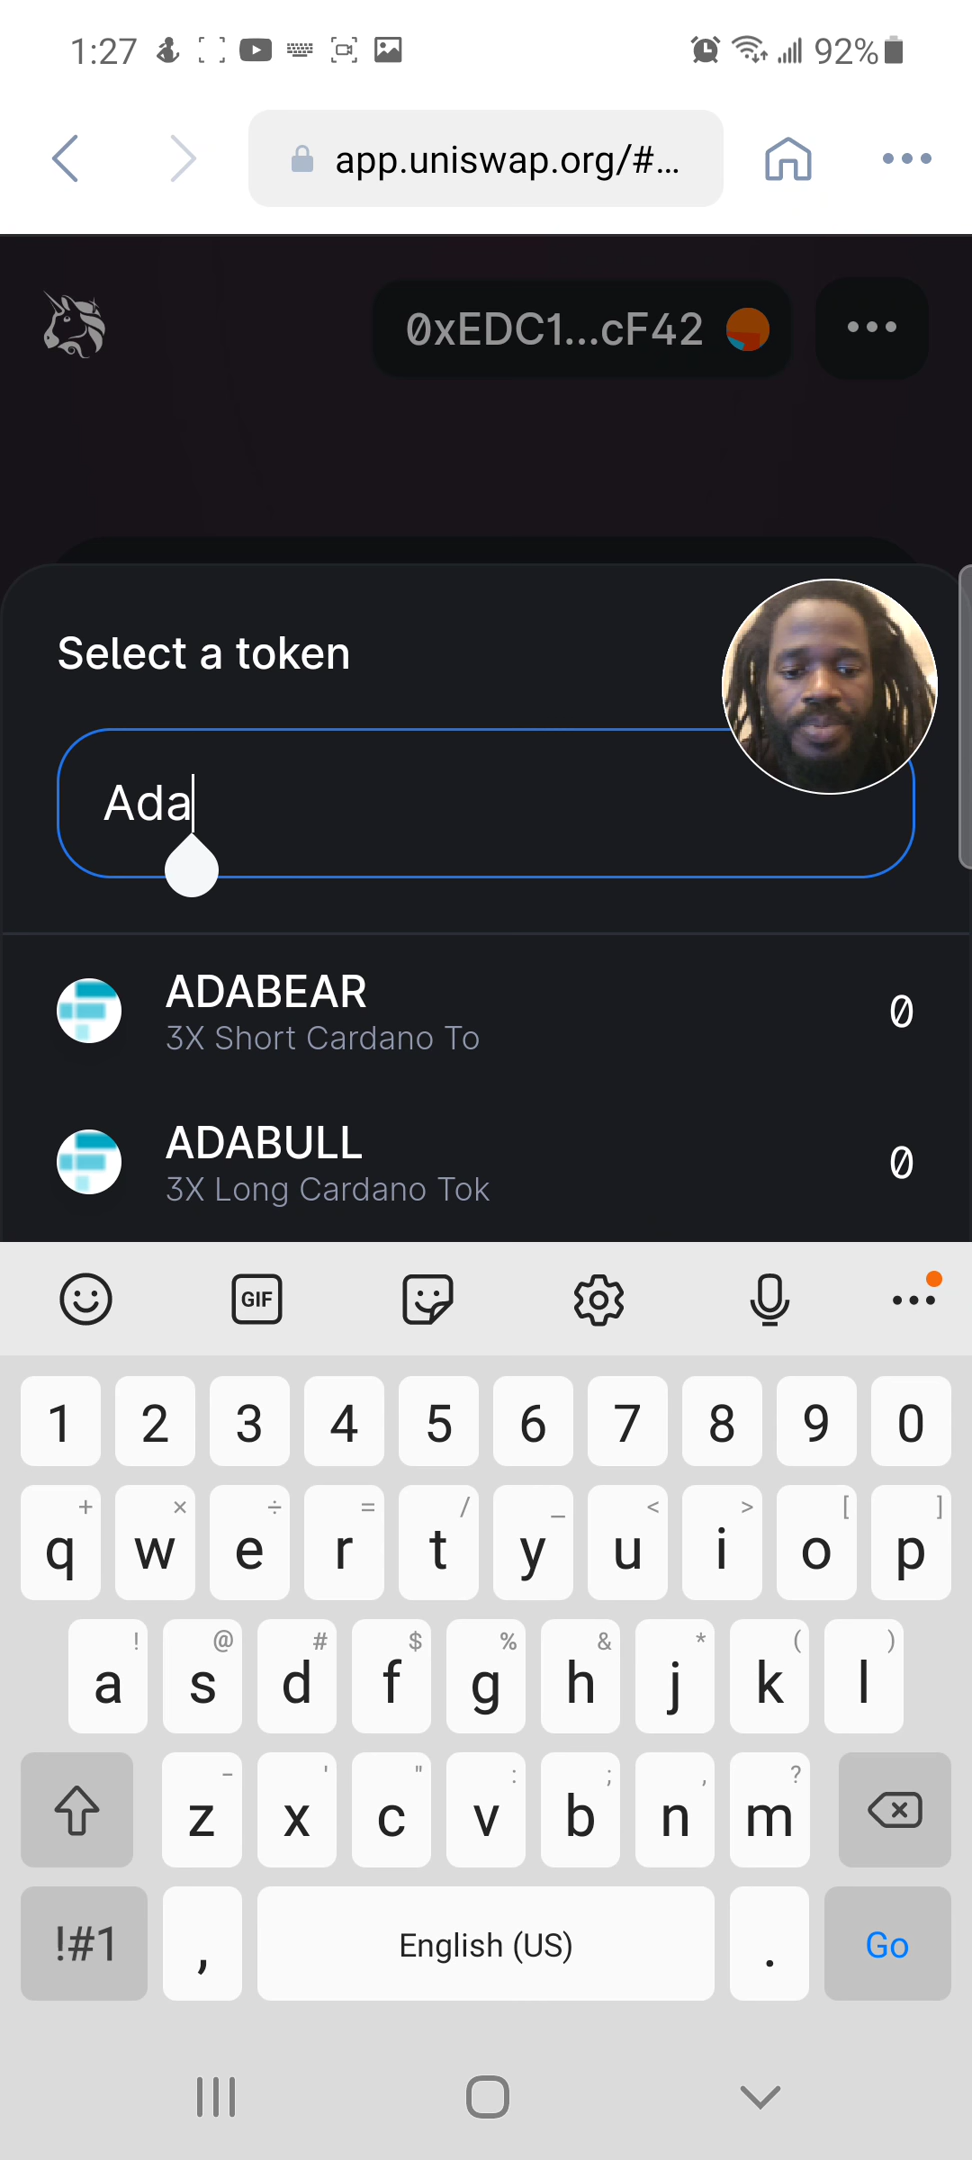 1:27
92%
app.uniswap.org/#...
0xEDC1...cF42
Select a token
Ada
ADABEAR
3X Short Cardano To
0
ADABULL
3X Long Cardano Tok
0
GIF
1 2 3 4 5 6 7 8 9 0
+ × ÷ = / _ < > [ ]
q w e r t y u i o p
! @ # $ % & * ( )
a s d f g h j k l
- ' " : ; , ?
z x c v b n m
!#1 , English (US) . Go